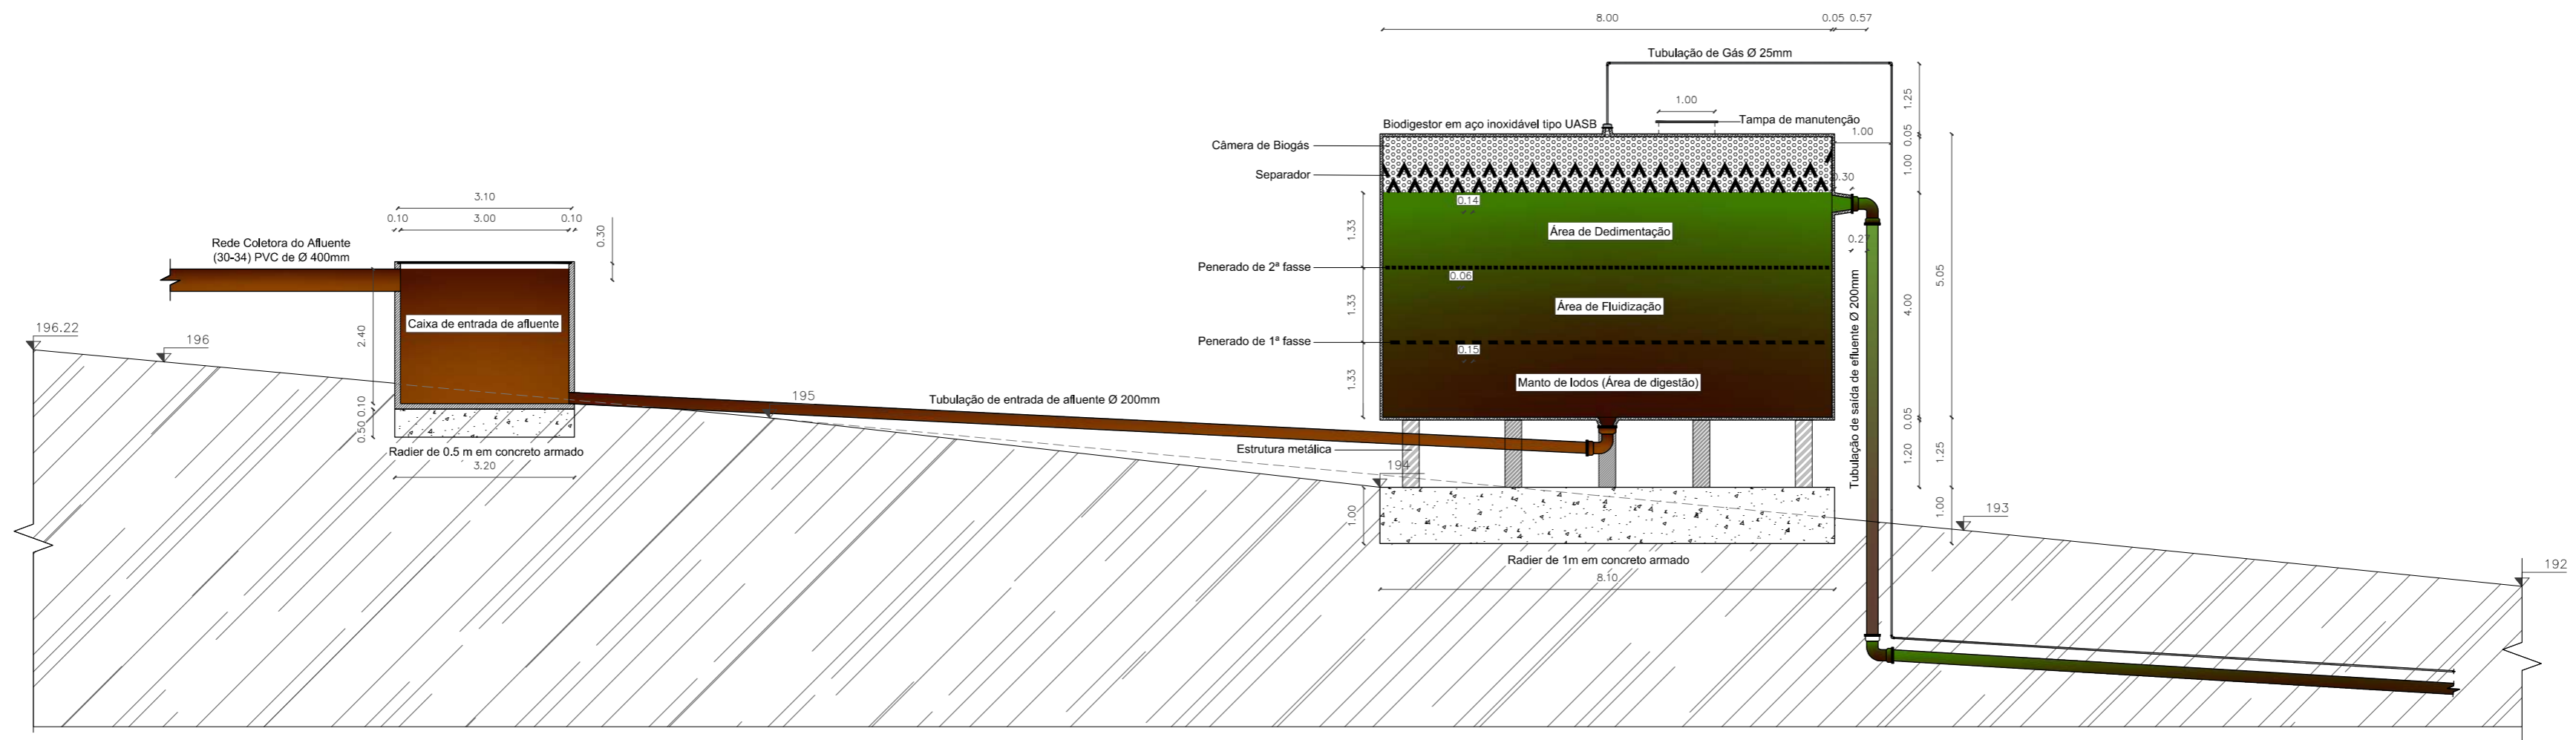 8.00
0.05
0.57
Tubulação de Gás Ø 25mm
1.25
1.00
Tampa de manutenção
Biodigestor em aço inoxidável tipo UASB
1.00
0.05
Câmera de Biogás
1.00
Separador
0.30
3.10
0.10
3.00
0.10
0.14
0.30
Rede Coletora do Afluente
(30-34) PVC de Ø 400mm
1.33
Área de Dedimentação
0.27
5.05
Penerado de 2ª fasse
0.06
1.33
Área de Fluidização
4.00
Caixa de entrada de afluente
2.40
196.22
196
Penerado de 1ª fasse
0.15
1.33
Manto de lodos (Área de digestão)
Tubulação de saída de efluente Ø 200mm
195
Tubulação de entrada de afluente Ø 200mm
0.10
0.50
0.05
1.20
1.25
Radier de 0.5 m em concreto armado
3.20
Estrutura metálica
194
1.00
1.00
193
Radier de 1m em concreto armado
8.10
192